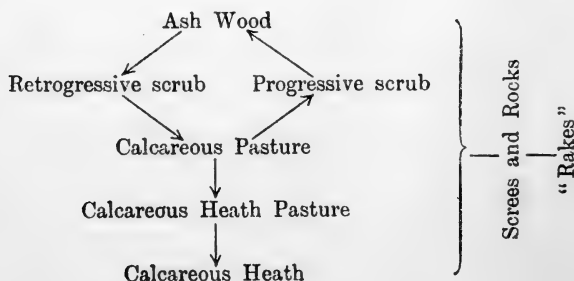 Ash Wood
Retrogressive scrub
Progressive scrub
Calcareous Pasture
Calcareous Heath Pasture
Calcareous Heath
Screes and Rocks
"Rakes"